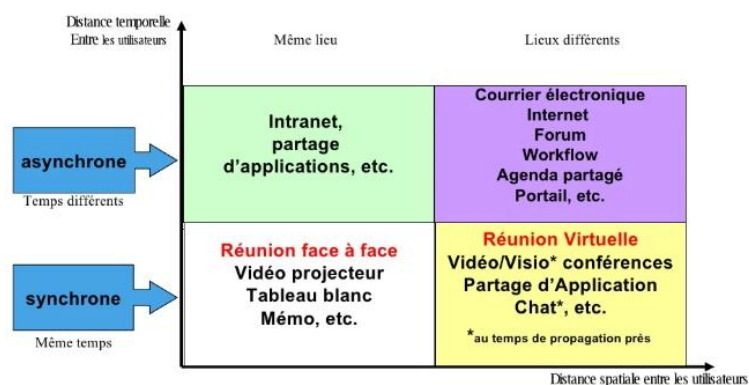 Distance temporelle
Entre les utilisateurs
Même lieu
Lieux différents
asynchrone
Temps différents
Intranet,
partage
d'applications, etc.
Courrier électronique
Internet
Forum
Workflow
Agenda partagé
Portail, etc.
synchrone
Même temps
Réunion face à face
Vidéo projecteur
Tableau blanc
Mémo, etc.
Réunion Virtuelle
Vidéo/Visio* conférences
Partage d'Application
Chat*, etc.
*au temps de propagation près
Distance spatiale entre les utilisateurs